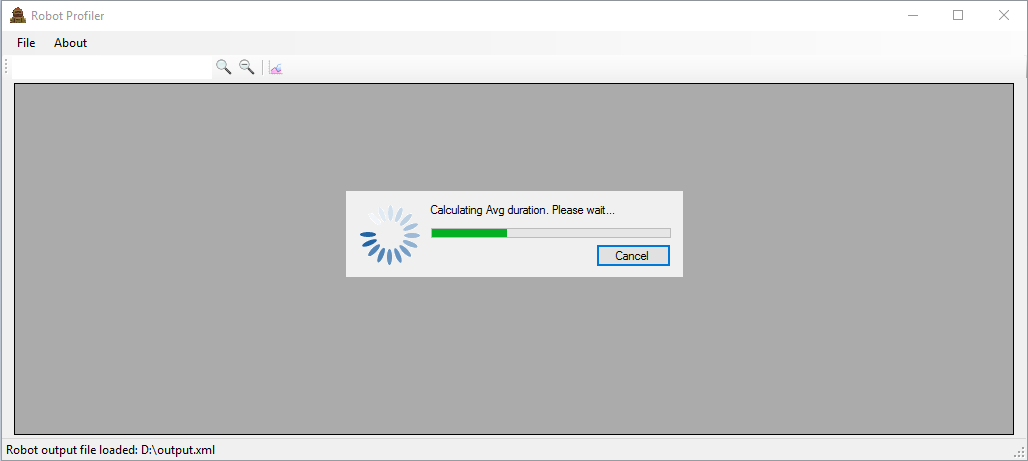 Robot Profiler
File About
Calculating Avg duration. Please wait...
Cancel
Robot output file loaded: D:\output.xml